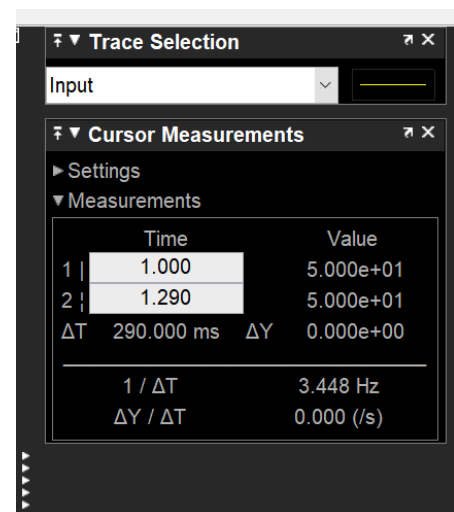 Trace Selection
Input
Cursor Measurements
Settings
Measurements
Time Value
1 | 1.000 5.000e+01
2 ¦ 1.290 5.000e+01
ΔT 290.000 ms ΔY 0.000e+00
1 / ΔT 3.448 Hz
ΔY / ΔT 0.000 (/s)